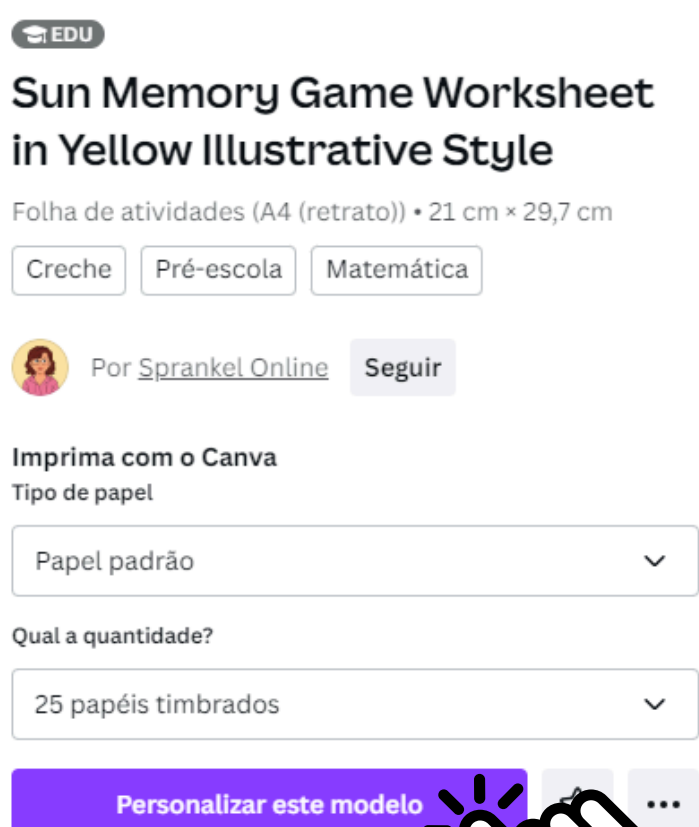 EDU
Sun Memory Game Worksheet
in Yellow Illustrative Style
Folha de atividades (A4 (retrato)) • 21 cm × 29,7 cm
Creche Pré-escola Matemática
Por Sprankel Online Seguir
Imprima com o Canva
Tipo de papel
Papel padrão
Qual a quantidade?
25 papéis timbrados
Personalizar este modelo